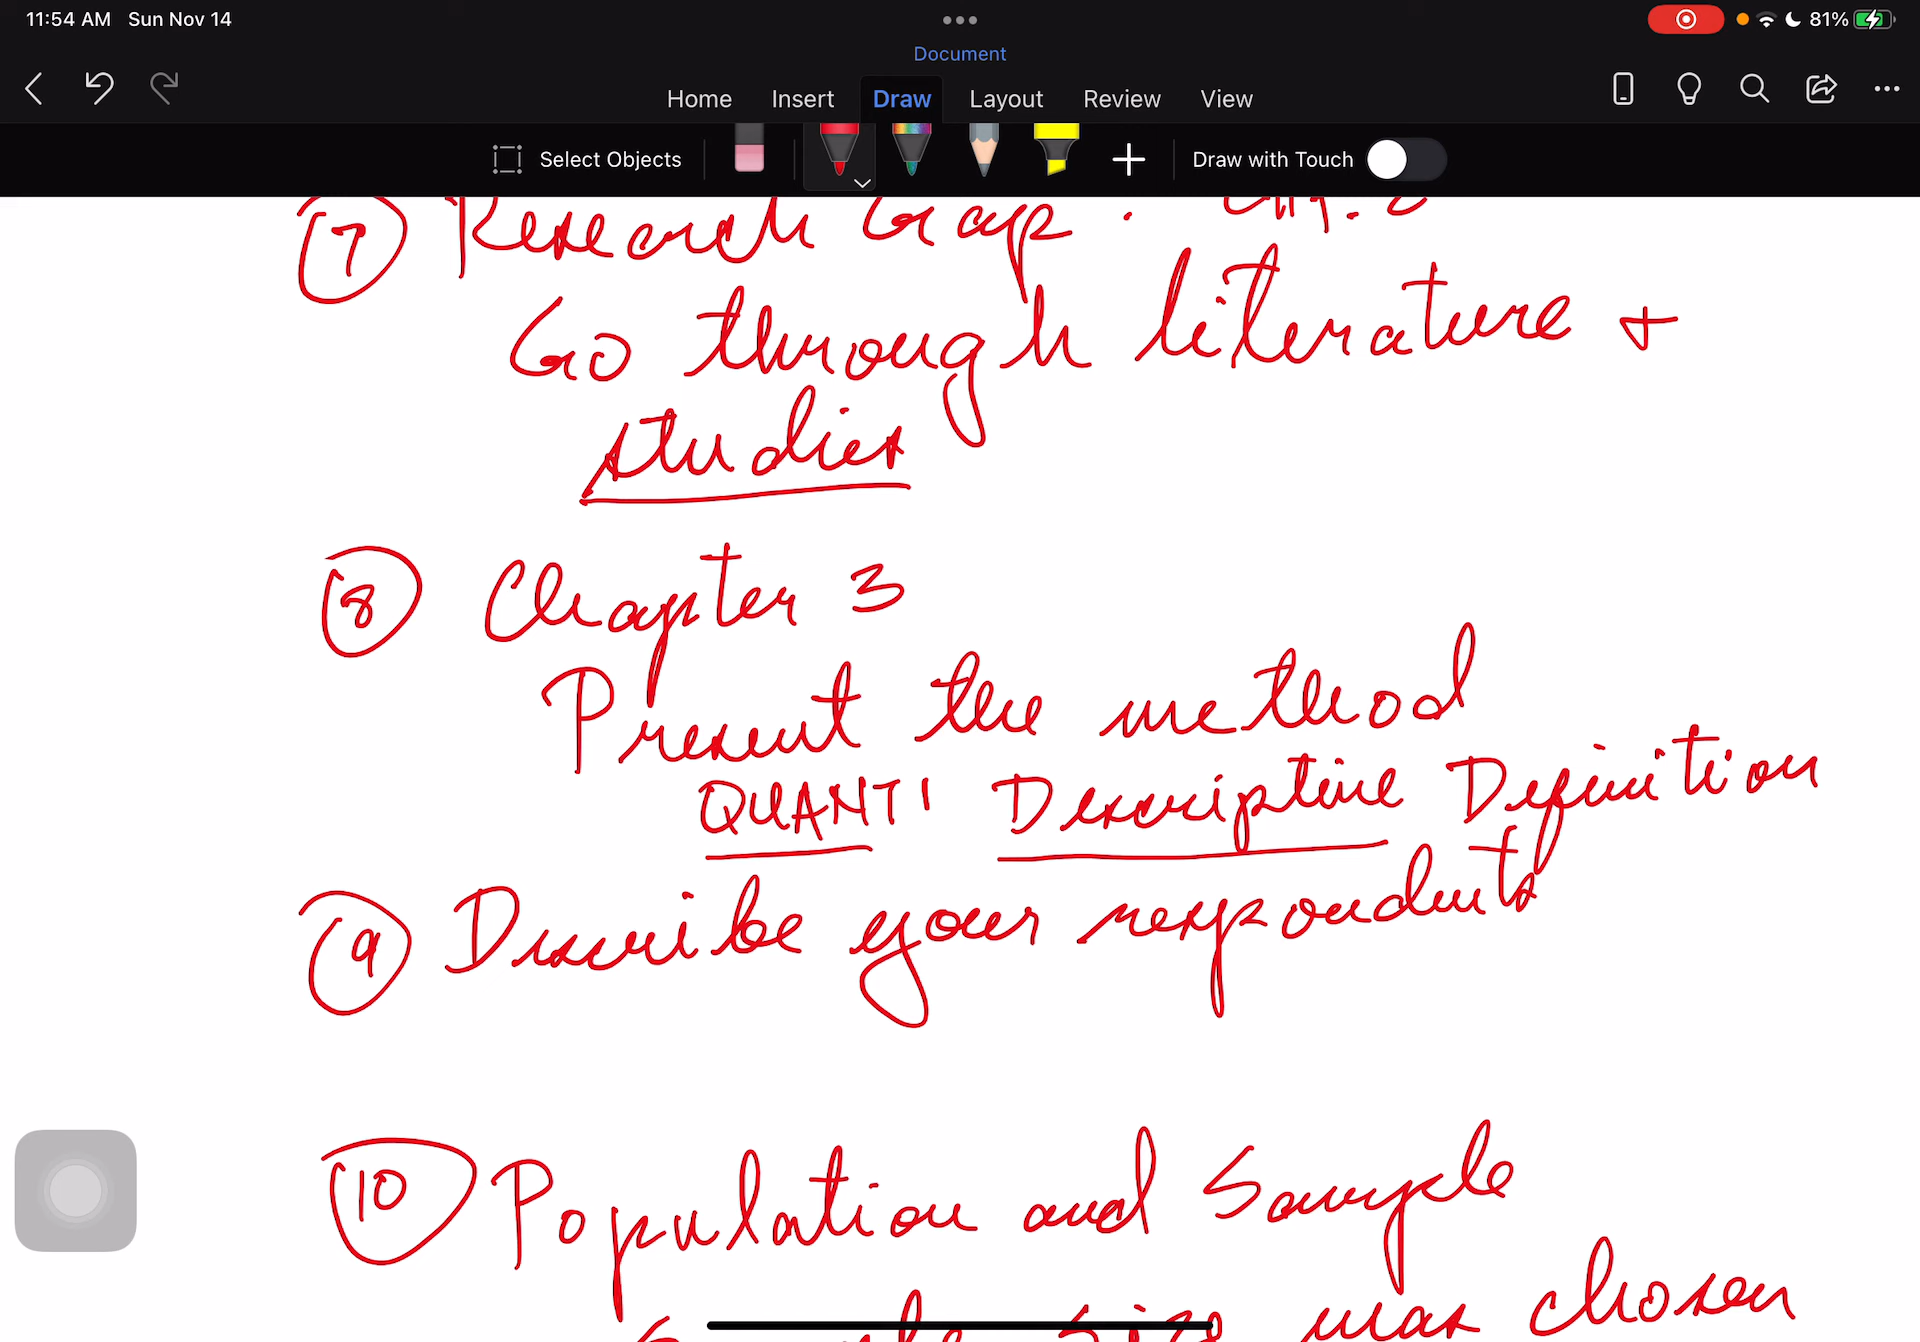 11:54 AM Sun Nov 14
81%
Document
Home Insert Draw Layout Review View
Select Objects
Draw with Touch
7 Research Gap :
Go through literature +
studies
8 Chapter 3
Present the method
QUANTI Descriptive Definition
9 Describe your respondents
10 Population and Sample
was chosen